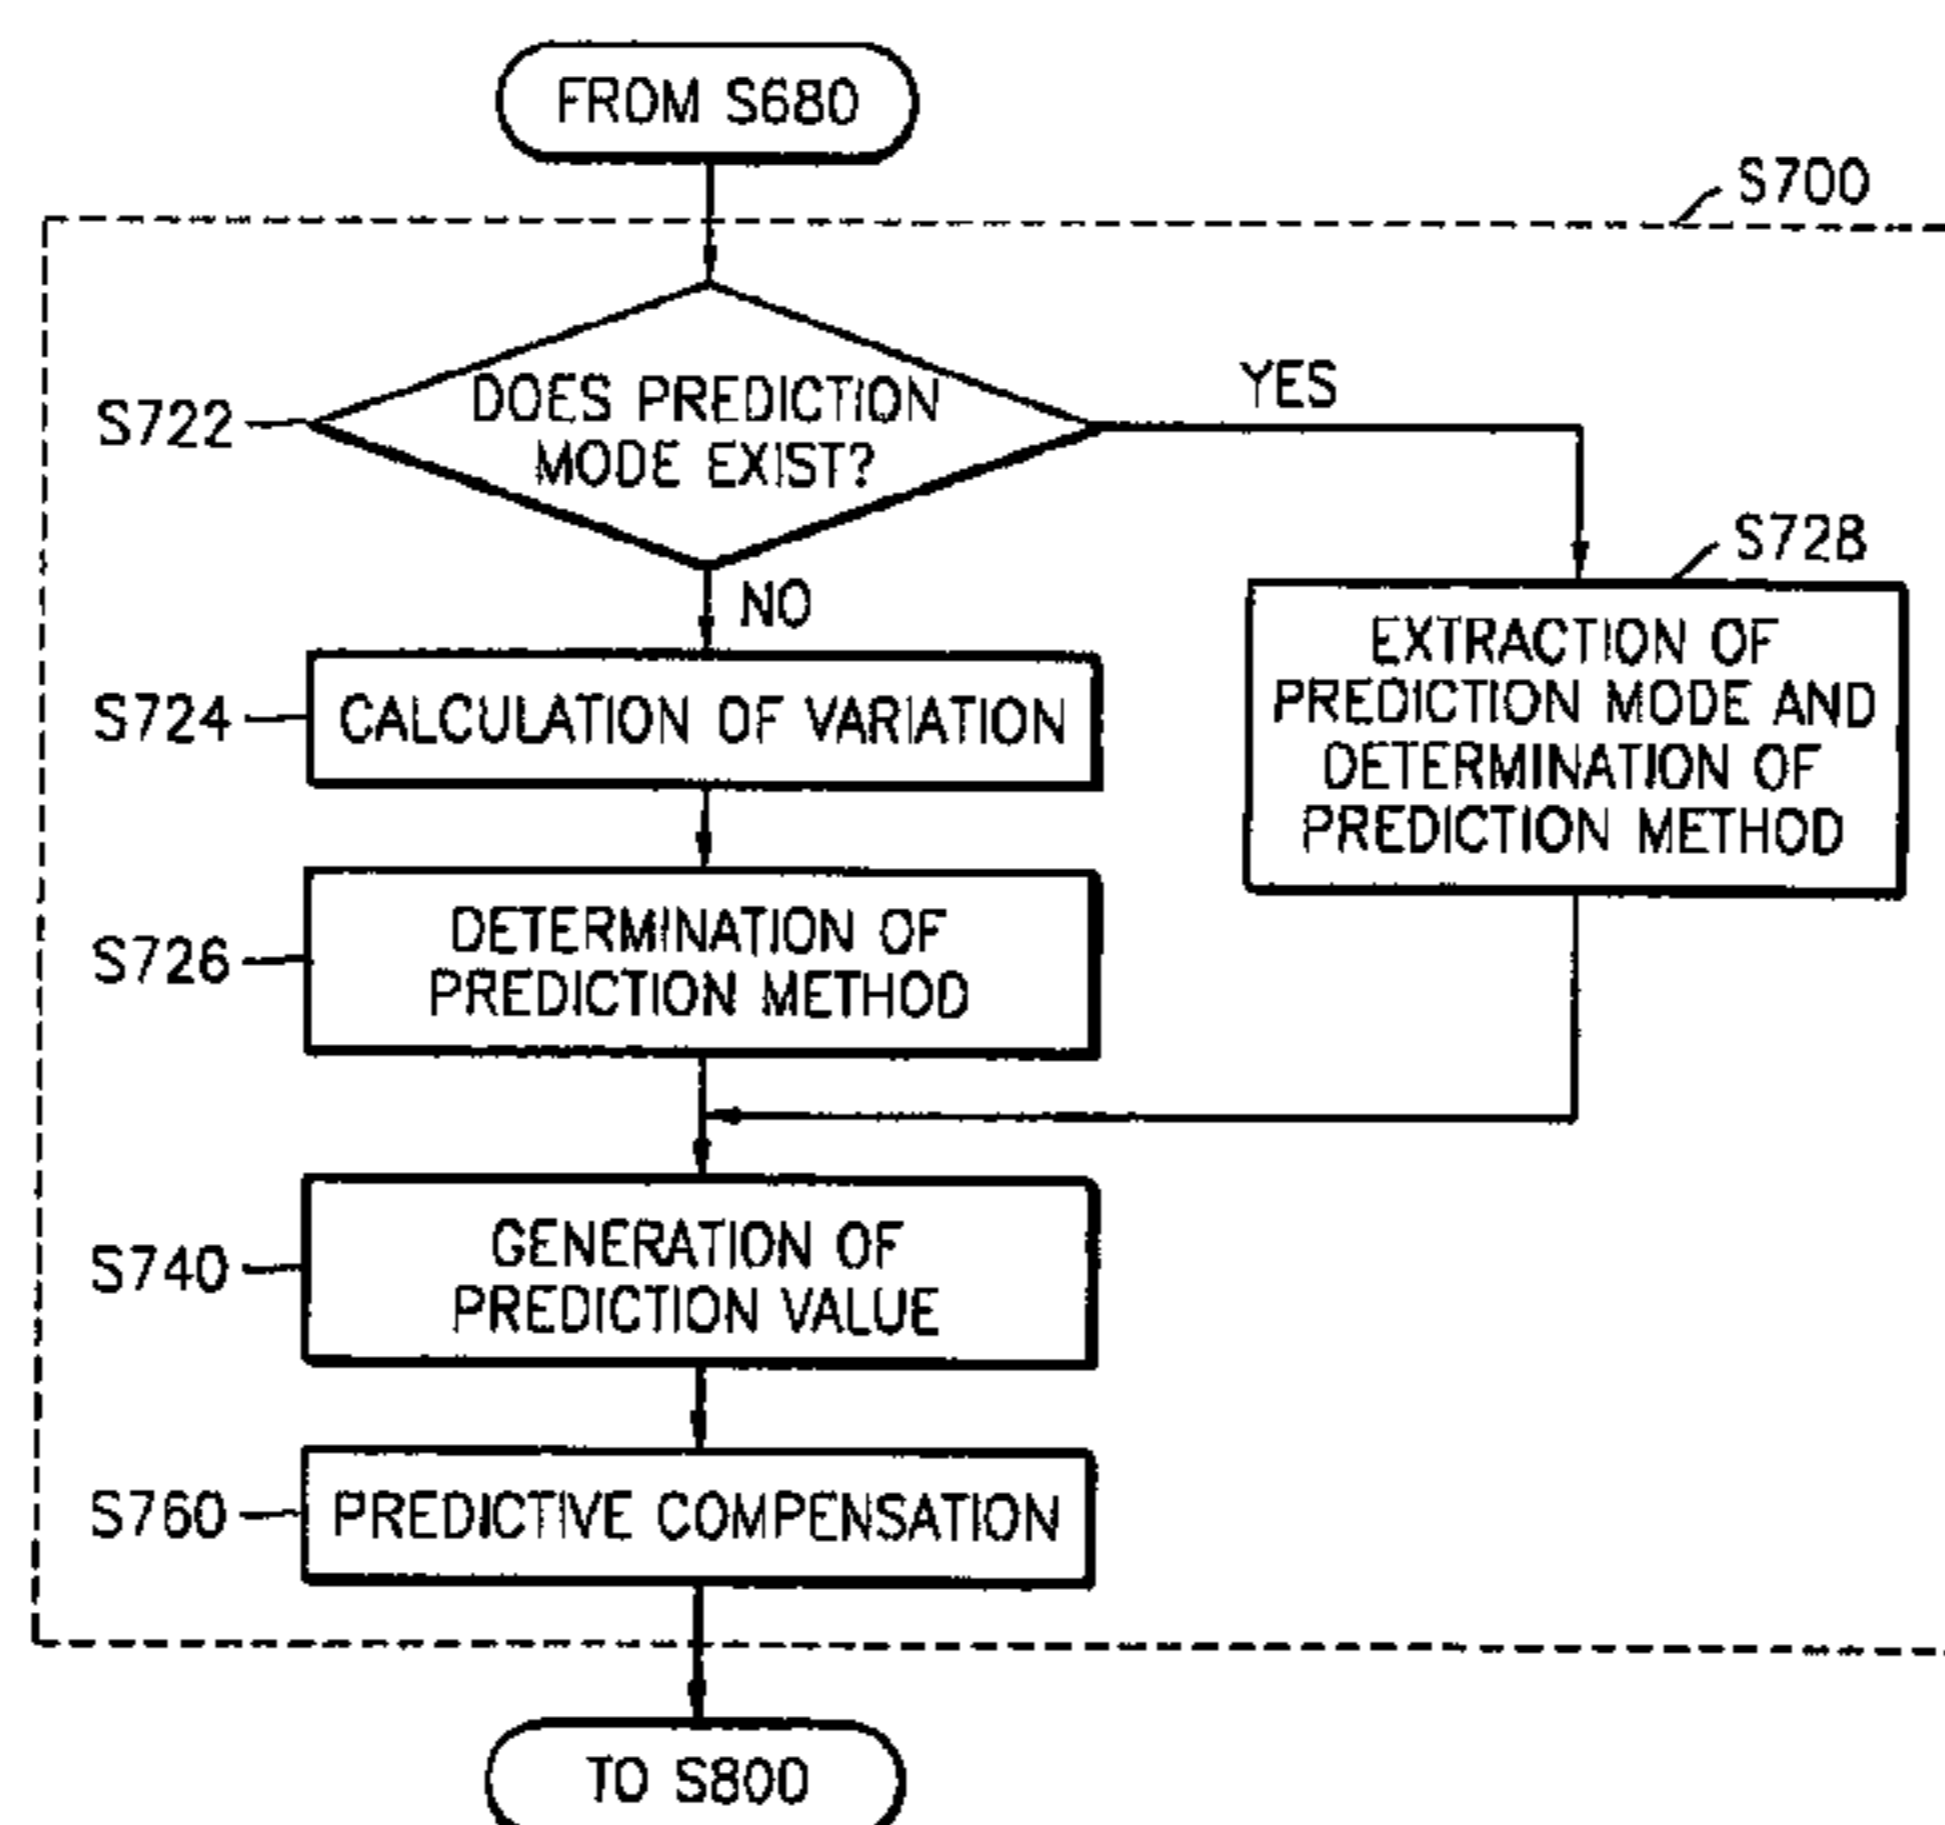 FROM S680
S700
S722
DOES PREDICTION
MODE EXIST?
YES
NO
S728
EXTRACTION OF
PREDICTION MODE AND
DETERMINATION OF
PREDICTION METHOD
S724
CALCULATION OF VARIATION
S726
DETERMINATION OF
PREDICTION METHOD
S740
GENERATION OF
PREDICTION VALUE
S760
PREDICTIVE COMPENSATION
TO S800